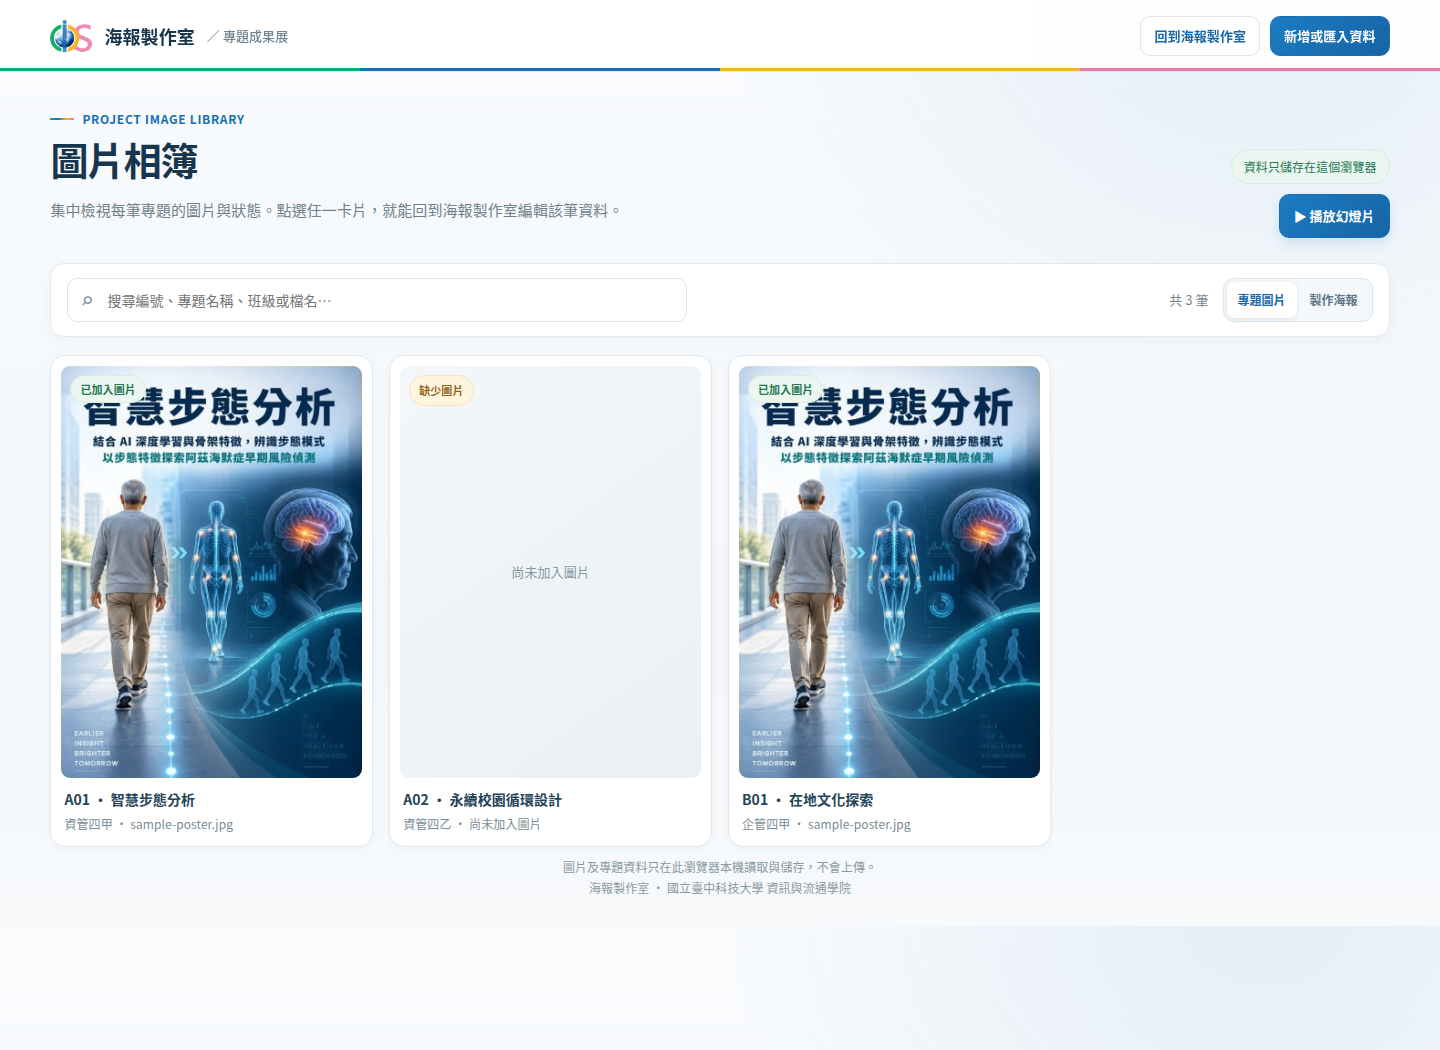 海報製作室 ／ 專題成果展
回到海報製作室
新增或匯入資料
PROJECT IMAGE LIBRARY
圖片相簿
集中檢視每筆專題的圖片與狀態。點選任一卡片，就能回到海報製作室編輯該筆資料。
資料只儲存在這個瀏覽器
▶ 播放幻燈片
搜尋編號、專題名稱、班級或檔名…
共 3 筆
專題圖片
製作海報
已加入圖片
智慧步態分析
結合 AI 深度學習與骨架特徵，辨識步態模式
以步態特徵探索阿茲海默症早期風險偵測
EARLIER
INSIGHT
BRIGHTER
TOMORROW
A01 · 智慧步態分析
資管四甲 · sample-poster.jpg
缺少圖片
尚未加入圖片
A02 · 永續校園循環設計
資管四乙 · 尚未加入圖片
已加入圖片
智慧步態分析
結合 AI 深度學習與骨架特徵，辨識步態模式
以步態特徵探索阿茲海默症早期風險偵測
EARLIER
INSIGHT
BRIGHTER
TOMORROW
B01 · 在地文化探索
企管四甲 · sample-poster.jpg
圖片及專題資料只在此瀏覽器本機讀取與儲存，不會上傳。
海報製作室 · 國立臺中科技大學 資訊與流通學院